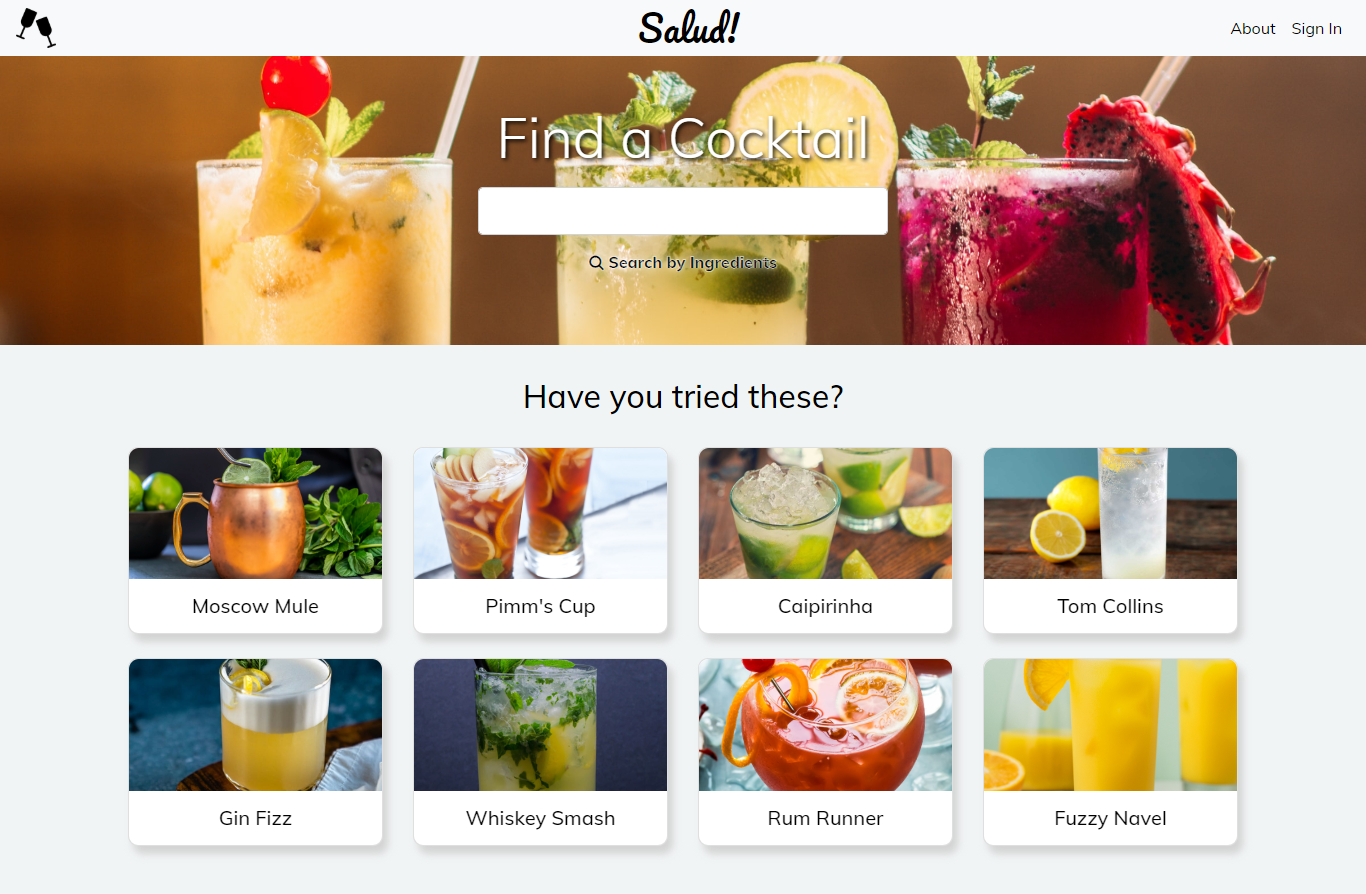 Salud!
About
Sign In
Find a Cocktail
Search by Ingredients
Have you tried these?
Moscow Mule
Pimm's Cup
Caipirinha
Tom Collins
Gin Fizz
Whiskey Smash
Rum Runner
Fuzzy Navel